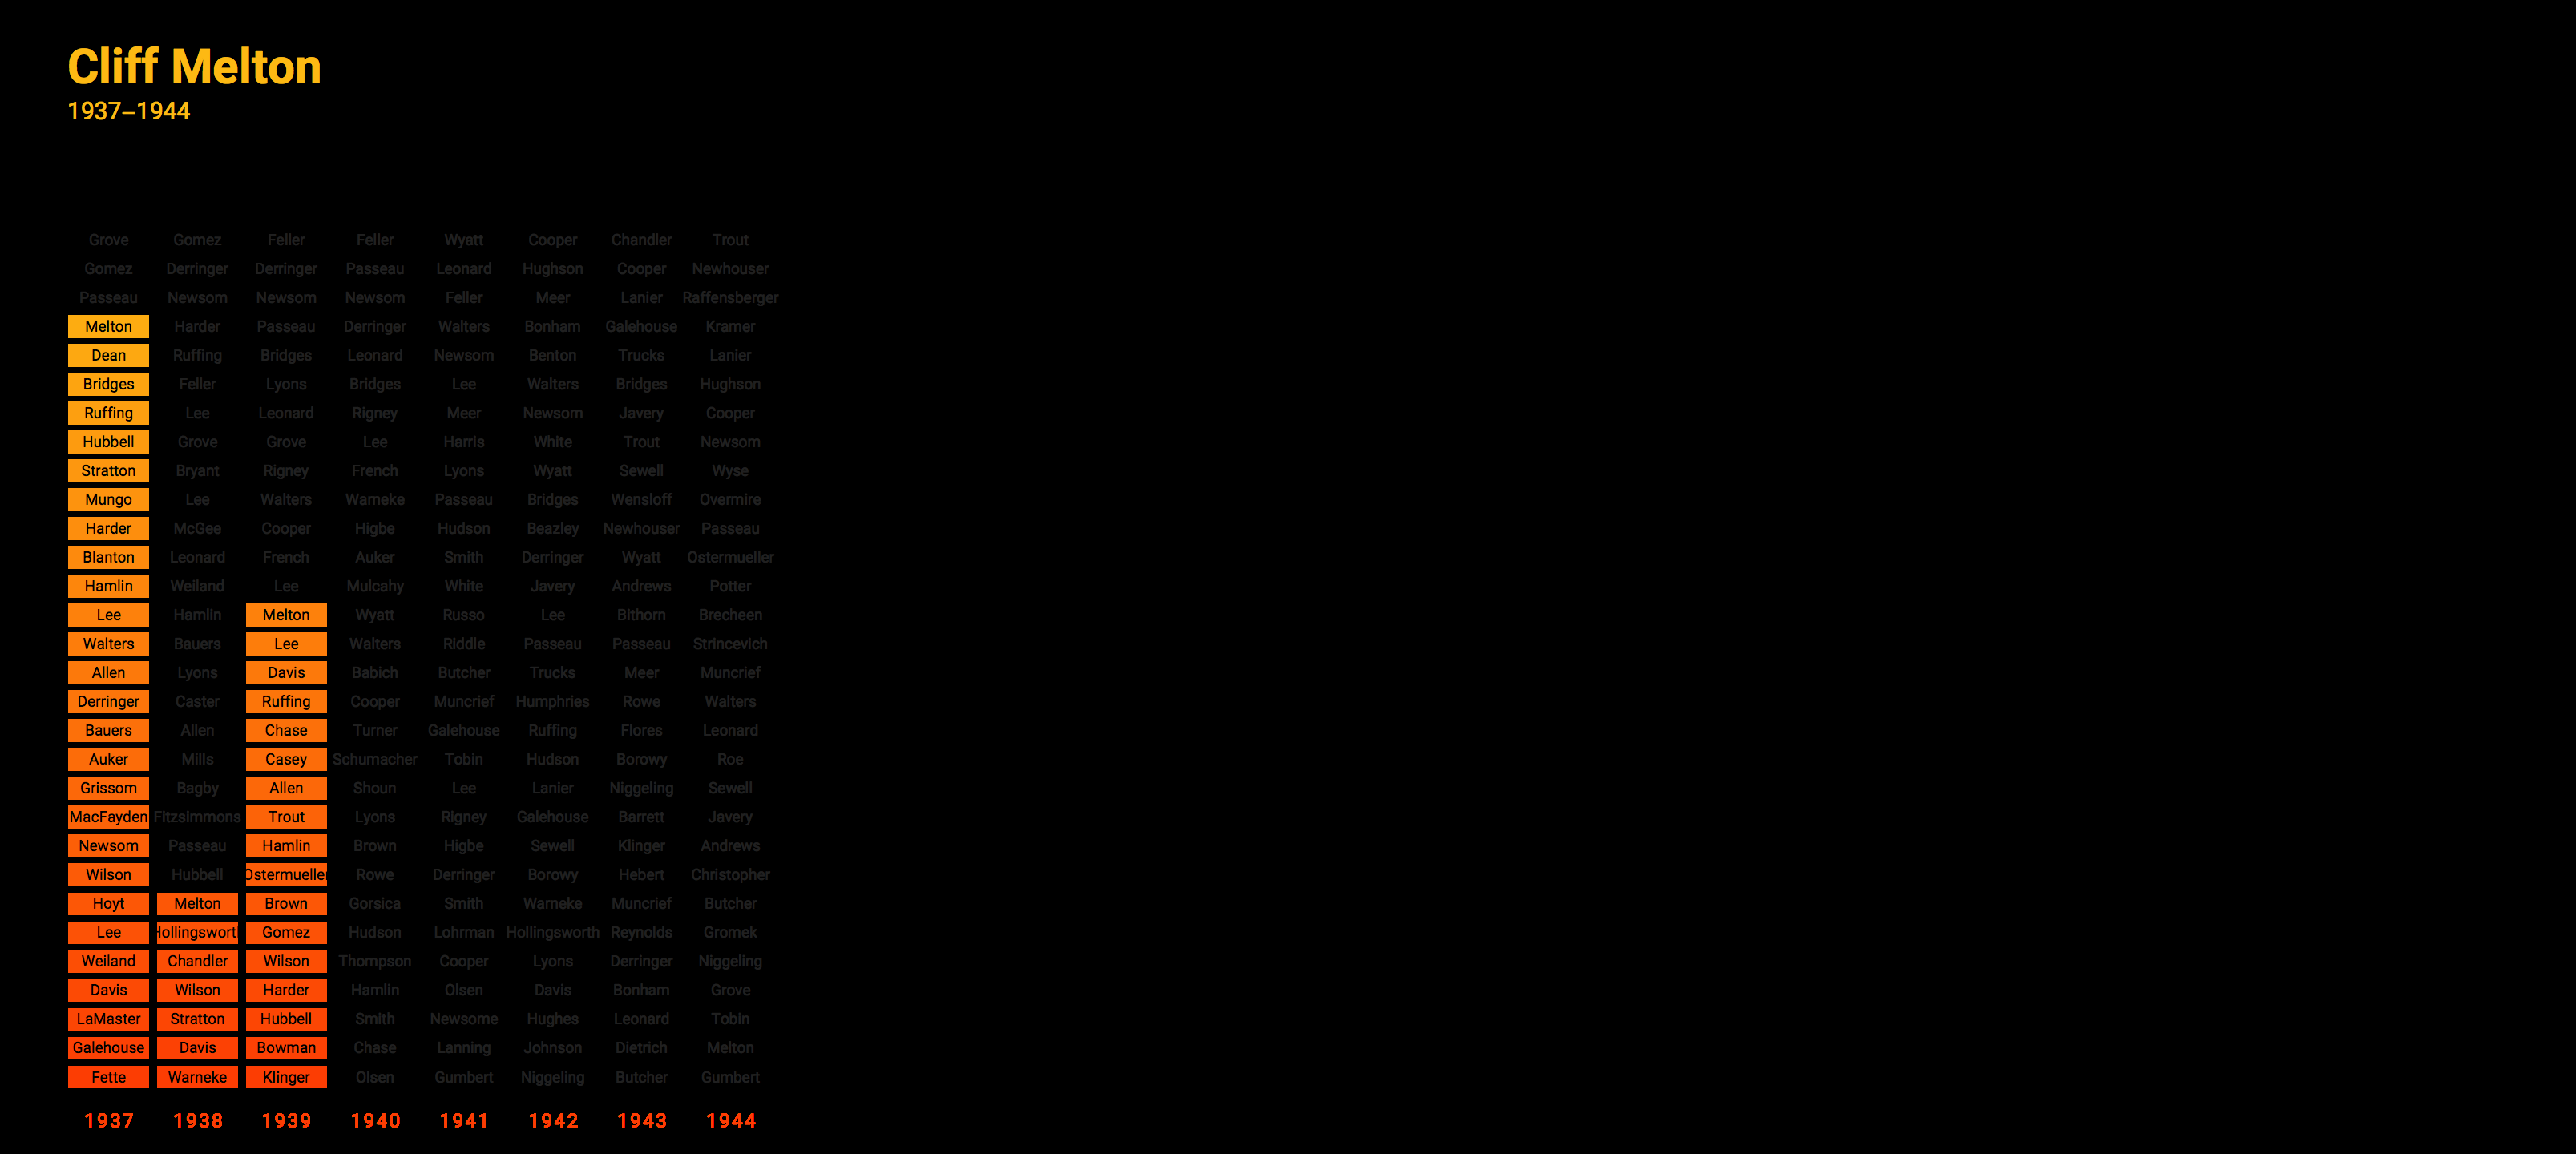 Cliff Melton
1937–1944
Grove Gomez Feller Feller Wyatt Cooper Chandler Trout
Gomez Derringer Derringer Passeau Leonard Hughson Cooper Newhouser
Passeau Newsom Newsom Newsom Feller Meer Lanier Raffensberger
Melton Harder Passeau Derringer Walters Bonham Galehouse Kramer
Dean Ruffing Bridges Leonard Newsom Benton Trucks Lanier
Bridges Feller Lyons Bridges Lee Walters Bridges Hughson
Ruffing Lee Leonard Rigney Meer Newsom Javery Cooper
Hubbell Grove Grove Lee Harris White Trout Newsom
Stratton Bryant Rigney French Lyons Wyatt Sewell Wyse
Mungo Lee Walters Warneke Passeau Bridges Wensloff Overmire
Harder McGee Cooper Higbe Hudson Beazley Newhouser Passeau
Blanton Leonard French Auker Smith Derringer Wyatt Ostermueller
Hamlin Weiland Lee Mulcahy White Javery Andrews Potter
Lee Hamlin Melton Wyatt Russo Lee Bithorn Brecheen
Walters Bauers Lee Walters Riddle Passeau Passeau Strincevich
Allen Lyons Davis Babich Butcher Trucks Meer Muncrief
Derringer Caster Ruffing Cooper Muncrief Humphries Rowe Walters
Bauers Allen Chase Turner Galehouse Ruffing Flores Leonard
Auker Mills Casey Schumacher Tobin Hudson Borowy Roe
Grissom Bagby Allen Shoun Lee Lanier Niggeling Sewell
MacFayden Fitzsimmons Trout Lyons Rigney Galehouse Barrett Javery
Newsom Passeau Hamlin Brown Higbe Sewell Klinger Andrews
Wilson Hubbell Ostermueller Rowe Derringer Borowy Hebert Christopher
Hoyt Melton Brown Gorsica Smith Warneke Muncrief Butcher
Lee Hollingsworth Gomez Hudson Lohrman Hollingsworth Reynolds Gromek
Weiland Chandler Wilson Thompson Cooper Lyons Derringer Niggeling
Davis Wilson Harder Hamlin Olsen Davis Bonham Grove
LaMaster Stratton Hubbell Smith Newsome Hughes Leonard Tobin
Galehouse Davis Bowman Chase Lanning Johnson Dietrich Melton
Fette Warneke Klinger Olsen Gumbert Niggeling Butcher Gumbert
1937 1938 1939 1940 1941 1942 1943 1944